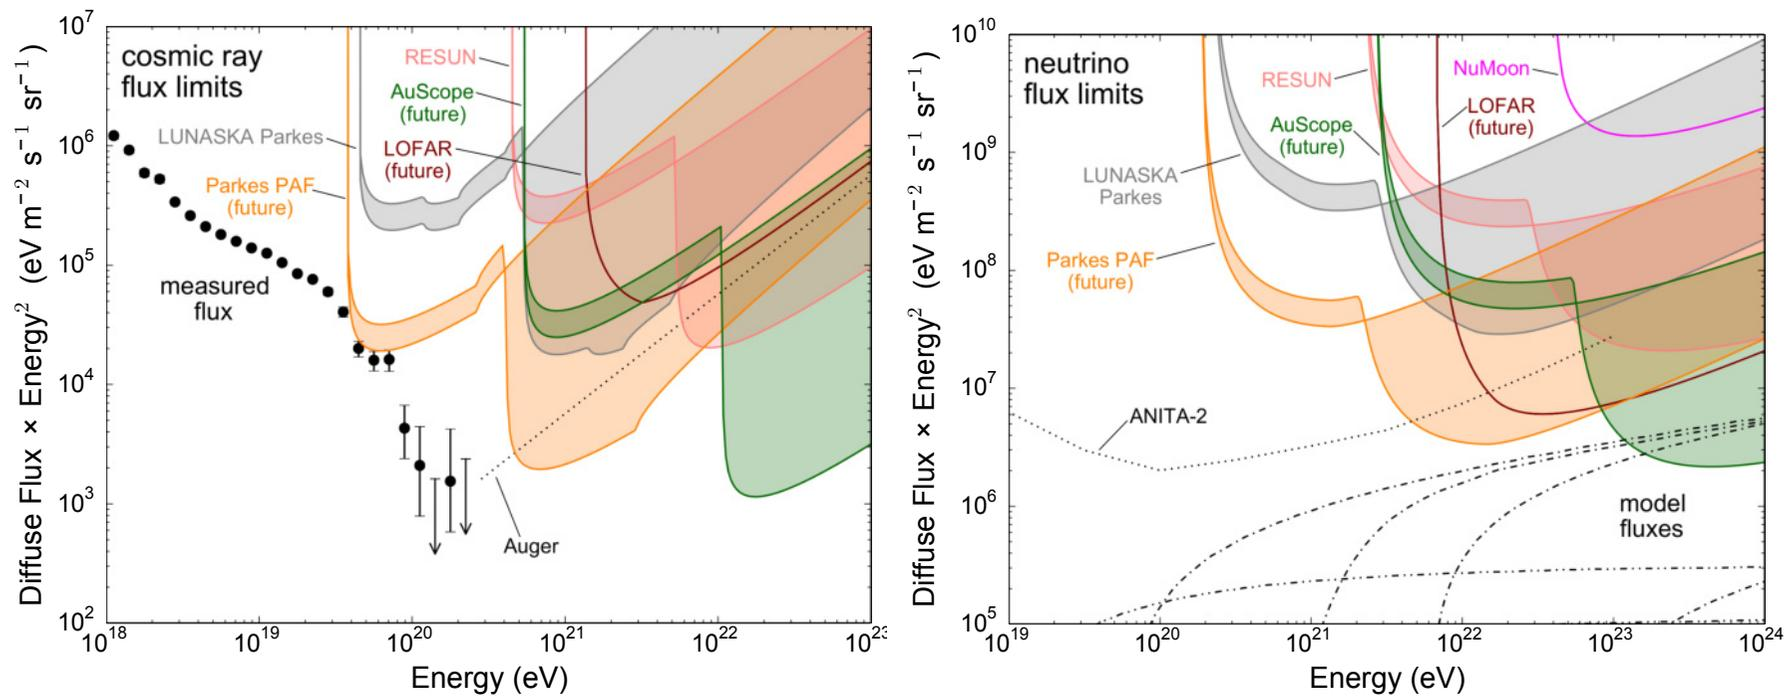 Diffuse Flux × Energy² (eV m⁻² s⁻¹ sr⁻¹)
10⁷
10⁶
10⁵
10⁴
10³
10²
cosmic ray
flux limits
RESUN
AuScope
(future)
LUNASKA Parkes
LOFAR
(future)
Parkes PAF
(future)
measured
flux
Auger
10¹⁸
10¹⁹
10²⁰
10²¹
10²²
10²³
Energy (eV)
Diffuse Flux × Energy² (eV m⁻² s⁻¹ sr⁻¹)
10¹⁰
10⁹
10⁸
10⁷
10⁶
10⁵
neutrino
flux limits
RESUN
NuMoon
AuScope
(future)
LOFAR
(future)
LUNASKA
Parkes
Parkes PAF
(future)
ANITA-2
model
fluxes
10¹⁹
10²⁰
10²¹
10²²
10²³
10²⁴
Energy (eV)